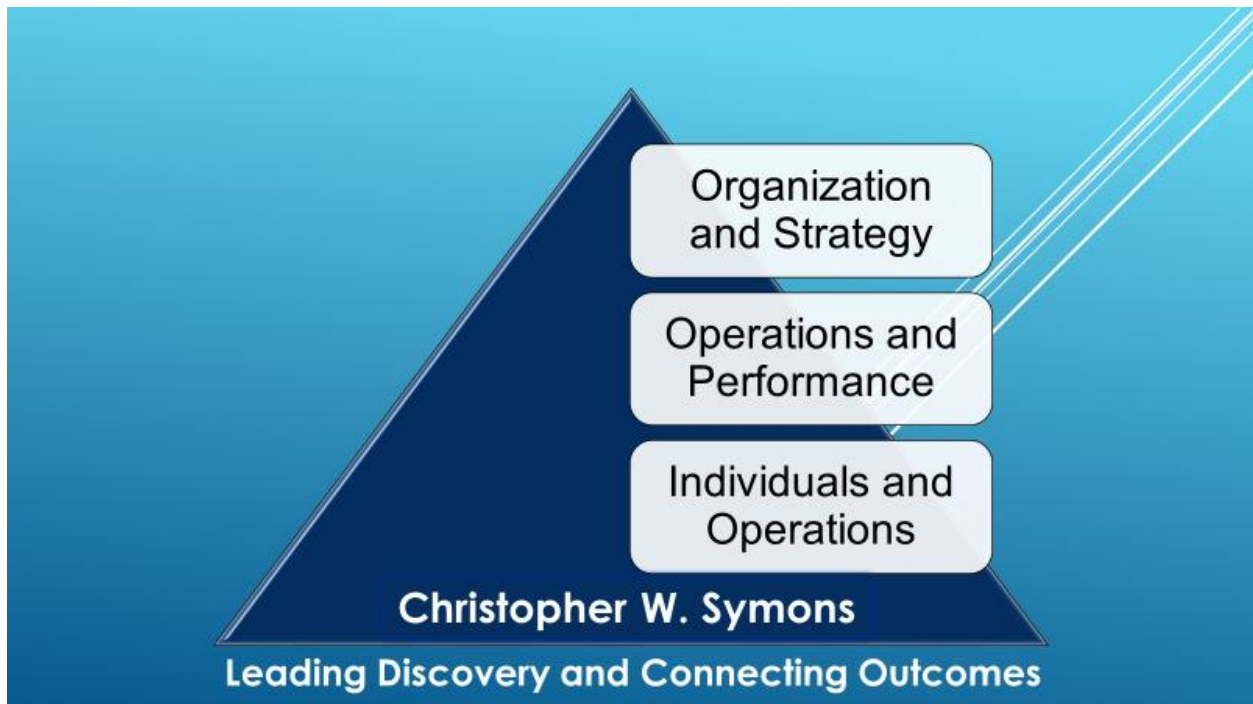 Organization
and Strategy
Operations and
Performance
Individuals and
Operations
Christopher W. Symons
Leading Discovery and Connecting Outcomes